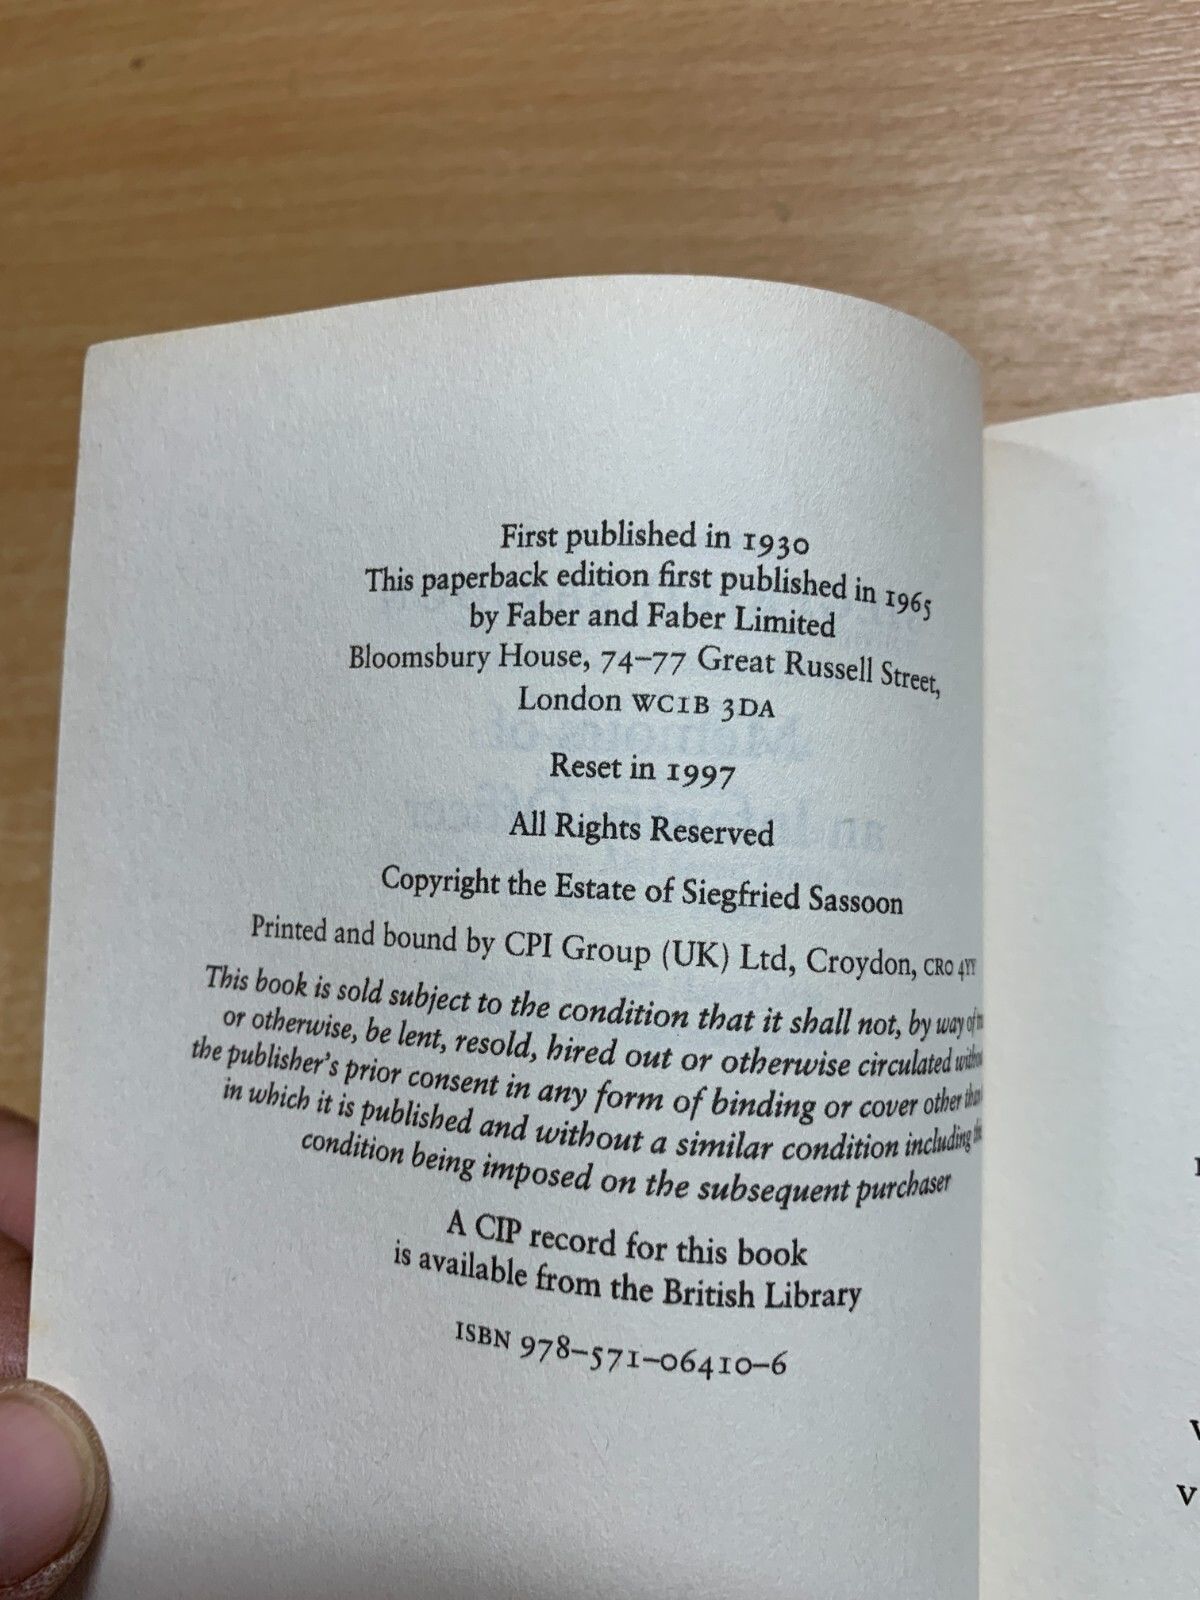 First published in 1930
This paperback edition first published in 1965
by Faber and Faber Limited
Bloomsbury House, 74–77 Great Russell Street,
London WC1B 3DA
Reset in 1997
All Rights Reserved
Copyright the Estate of Siegfried Sassoon
Printed and bound by CPI Group (UK) Ltd, Croydon, CR0 4YY
This book is sold subject to the condition that it shall not, by way of
or otherwise, be lent, resold, hired out or otherwise circulated without
the publisher's prior consent in any form of binding or cover other than
in which it is published and without a similar condition including
condition being imposed on the subsequent purchaser
A CIP record for this book
is available from the British Library
ISBN 978–571–06410–6